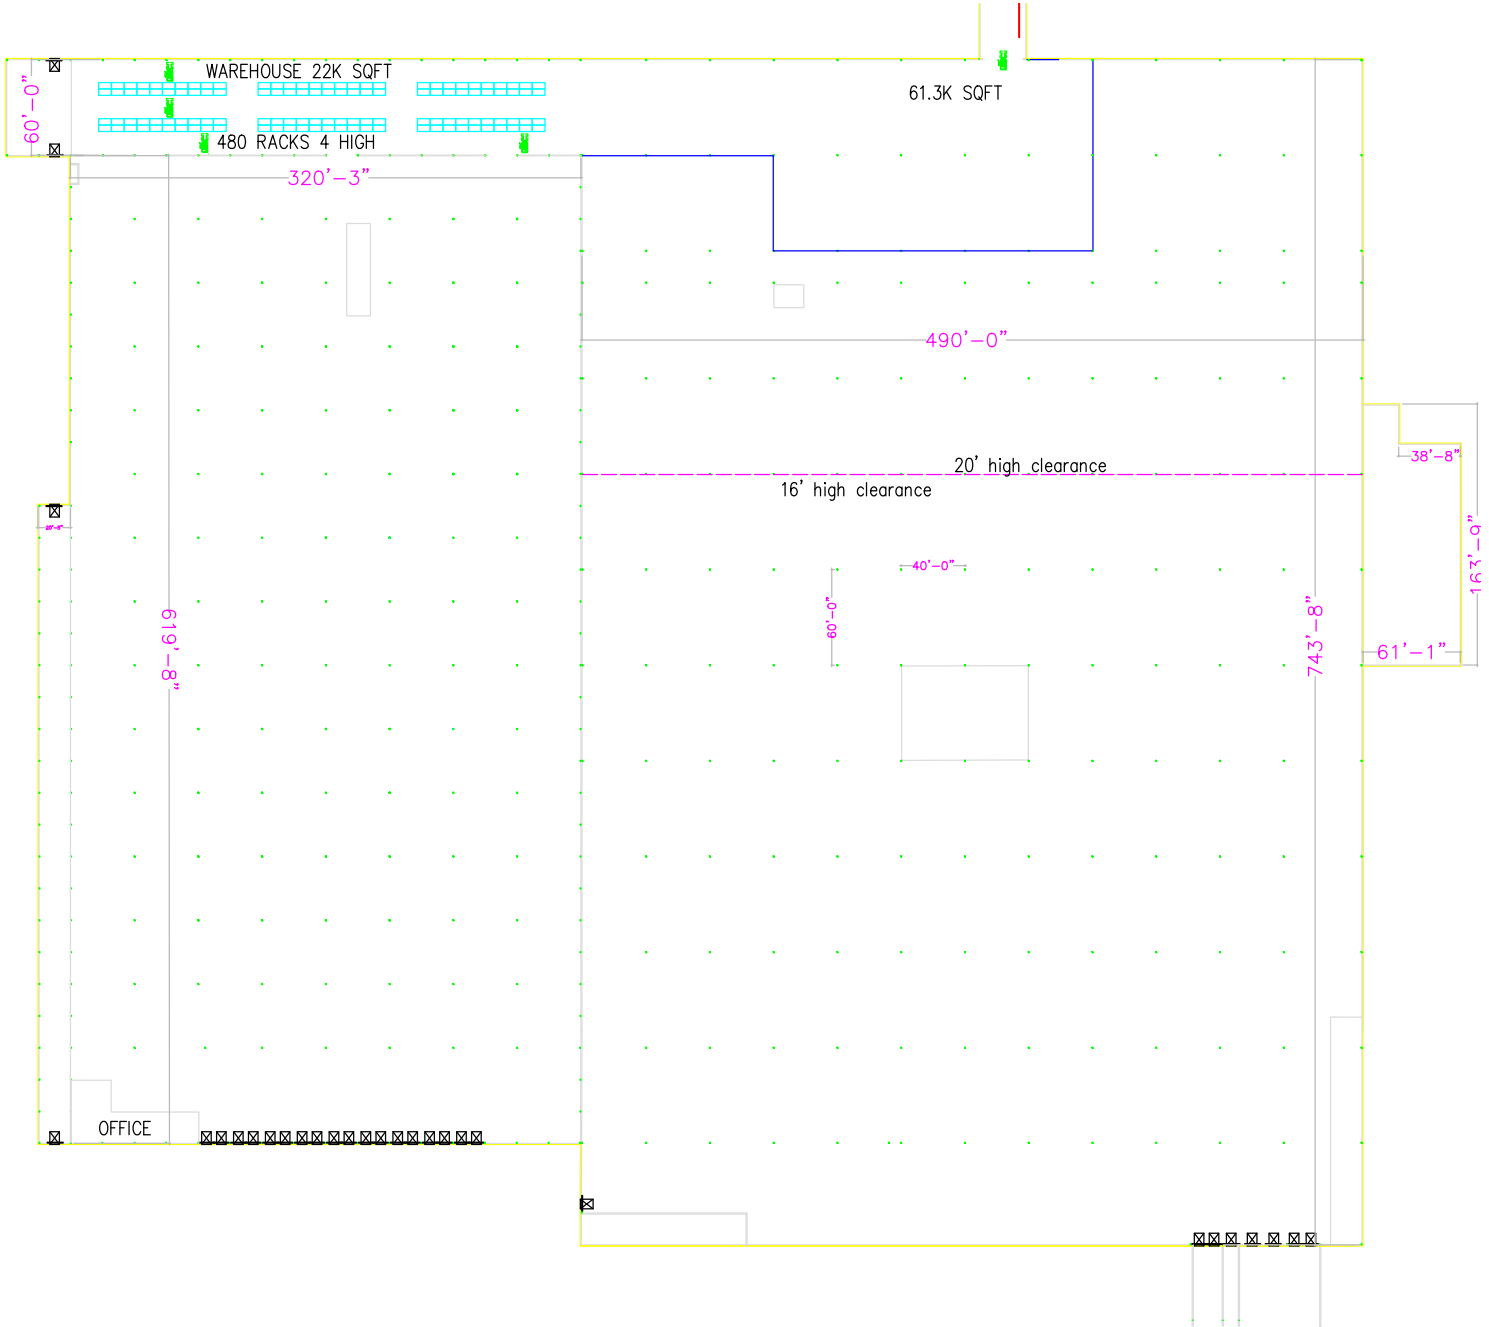 WAREHOUSE 22K SQFT
61.3K SQFT
60'-0"
480 RACKS 4 HIGH
320'-3"
490'-0"
20' high clearance
38'-8"
16' high clearance
163'-9"
40'-0"
60'-0"
619'-8"
743'-8"
61'-1"
OFFICE